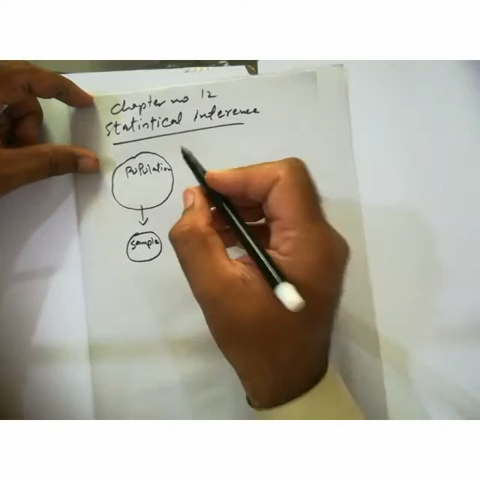 Chapter no 12
Statistical inference
Population
Sample